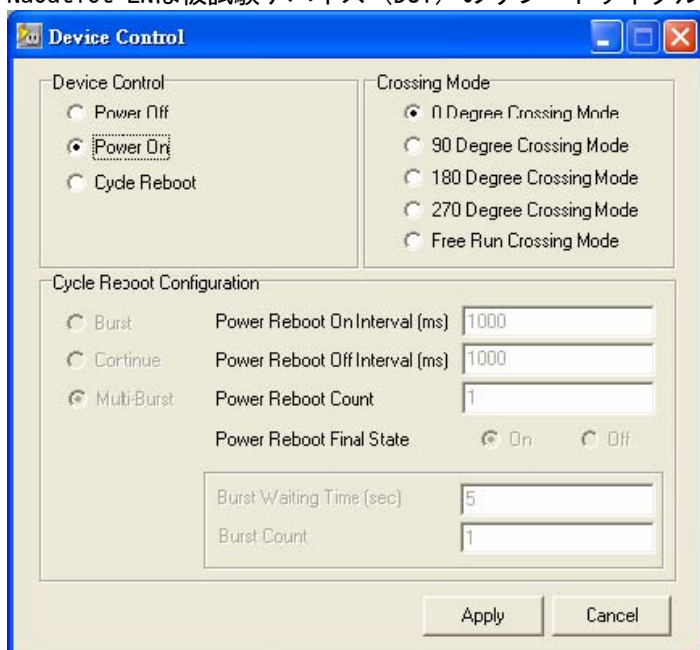 Device Control
Device Control
Power Off
Power On
Cycle Reboot
Crossing Mode
0 Degree Crossing Mode
90 Degree Crossing Mode
180 Degree Crossing Mode
270 Degree Crossing Mode
Free Run Crossing Mode
Cycle Reboot Configuration
Burst
Continue
Multi-Burst
Power Reboot On Interval (ms) 1000
Power Reboot Off Interval (ms) 1000
Power Reboot Count 1
Power Reboot Final State On Off
Burst Waiting Time (sec) 5
Burst Count 1
Apply Cancel